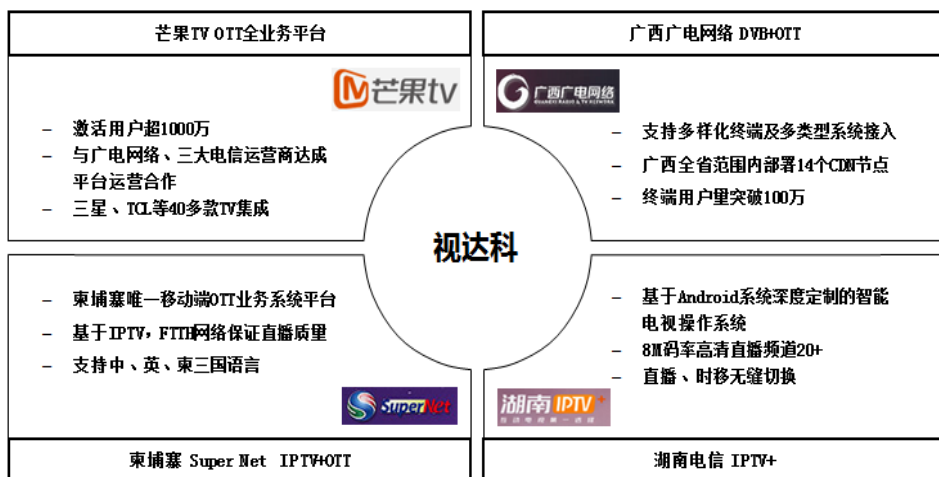 芒果TV OTT全业务平台
芒果tv
- 激活用户超1000万
- 与广电网络、三大电信运营商达成
平台运营合作
- 三星、TCL等40多款TV集成
广西广电网络 DVB+OTT
广西广电网络
GUANGXI RADIO & TV NETWORK
- 支持多样化终端及多类型系统接入
- 广西全省范围内部署14个CDN节点
- 终端用户量突破100万
视达科
- 柬埔寨唯一移动端OTT业务系统平台
- 基于IPTV，FTTH网络保证直播质量
- 支持中、英、柬三国语言
SuperNet
柬埔寨 Super Net IPTV+OTT
- 基于Android系统深度定制的智能
电视操作系统
- 8M码率高清直播频道20+
- 直播、时移无缝切换
湖南IPTV+
湖南电信 IPTV+